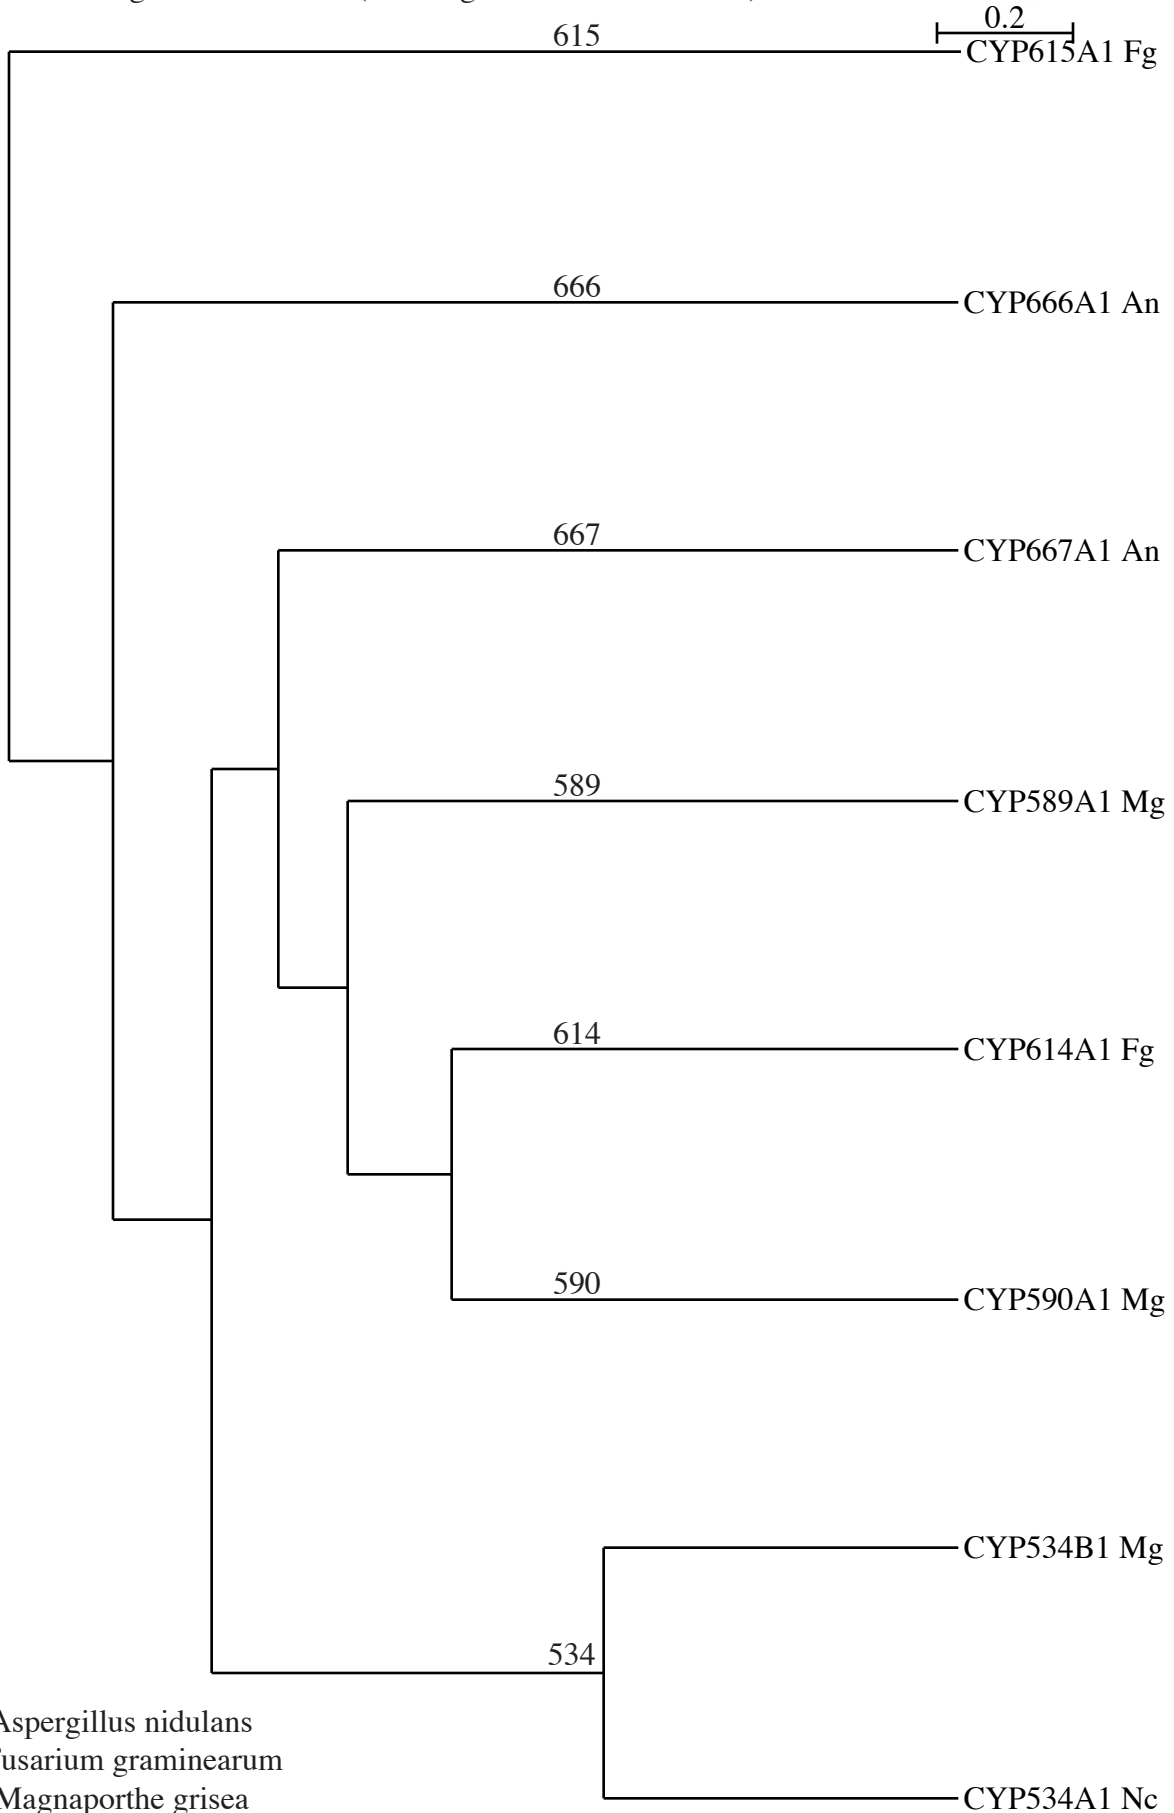 0.2
615
CYP615A1 Fg
666
CYP666A1 An
667
CYP667A1 An
589
CYP589A1 Mg
614
CYP614A1 Fg
590
CYP590A1 Mg
CYP534B1 Mg
534
Aspergillus nidulans
usarium graminearum
Magnaporthe grisea
CYP534A1 Nc